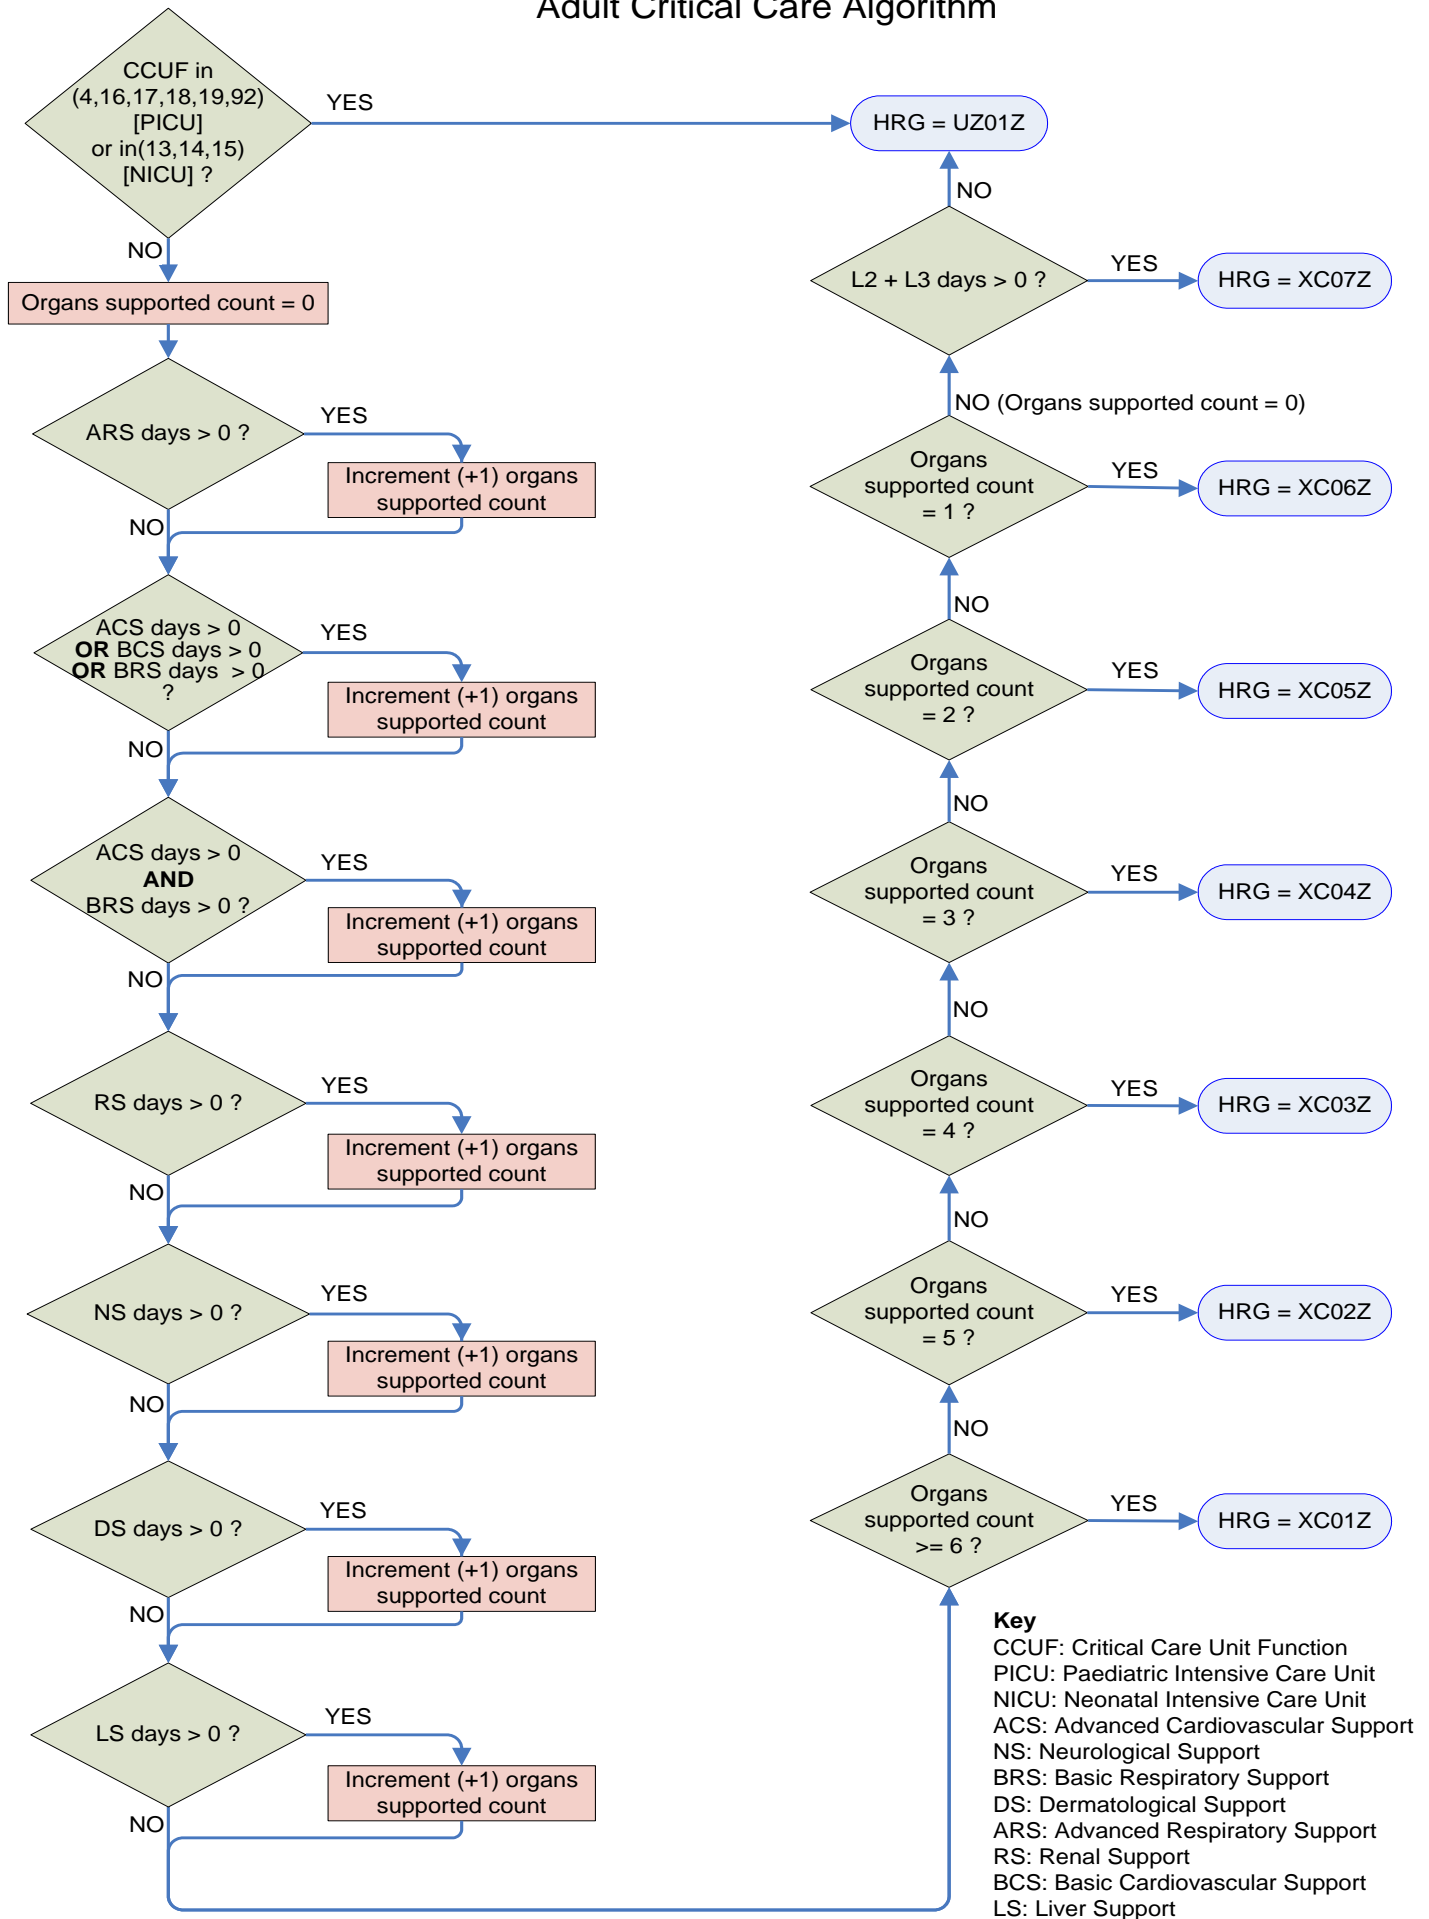 Adult Critical Care Algorithm
CCUF in
(4,16,17,18,19,92)
[PICU]
or in(13,14,15)
[NICU] ?
YES
NO
Organs supported count = 0
ARS days > 0 ?
YES
Increment (+1) organs
supported count
NO
ACS days > 0
OR BCS days > 0
OR BRS days > 0
?
YES
Increment (+1) organs
supported count
NO
ACS days > 0
AND
BRS days > 0 ?
YES
Increment (+1) organs
supported count
NO
RS days > 0 ?
YES
Increment (+1) organs
supported count
NO
NS days > 0 ?
YES
Increment (+1) organs
supported count
NO
DS days > 0 ?
YES
Increment (+1) organs
supported count
NO
LS days > 0 ?
YES
Increment (+1) organs
supported count
NO
HRG = UZ01Z
NO
L2 + L3 days > 0 ?
YES
HRG = XC07Z
NO (Organs supported count = 0)
Organs
supported count
= 1 ?
YES
HRG = XC06Z
NO
Organs
supported count
= 2 ?
YES
HRG = XC05Z
NO
Organs
supported count
= 3 ?
YES
HRG = XC04Z
NO
Organs
supported count
= 4 ?
YES
HRG = XC03Z
NO
Organs
supported count
= 5 ?
YES
HRG = XC02Z
NO
Organs
supported count
>= 6 ?
YES
HRG = XC01Z
Key
CCUF: Critical Care Unit Function
PICU: Paediatric Intensive Care Unit
NICU: Neonatal Intensive Care Unit
ACS: Advanced Cardiovascular Support
NS: Neurological Support
BRS: Basic Respiratory Support
DS: Dermatological Support
ARS: Advanced Respiratory Support
RS: Renal Support
BCS: Basic Cardiovascular Support
LS: Liver Support